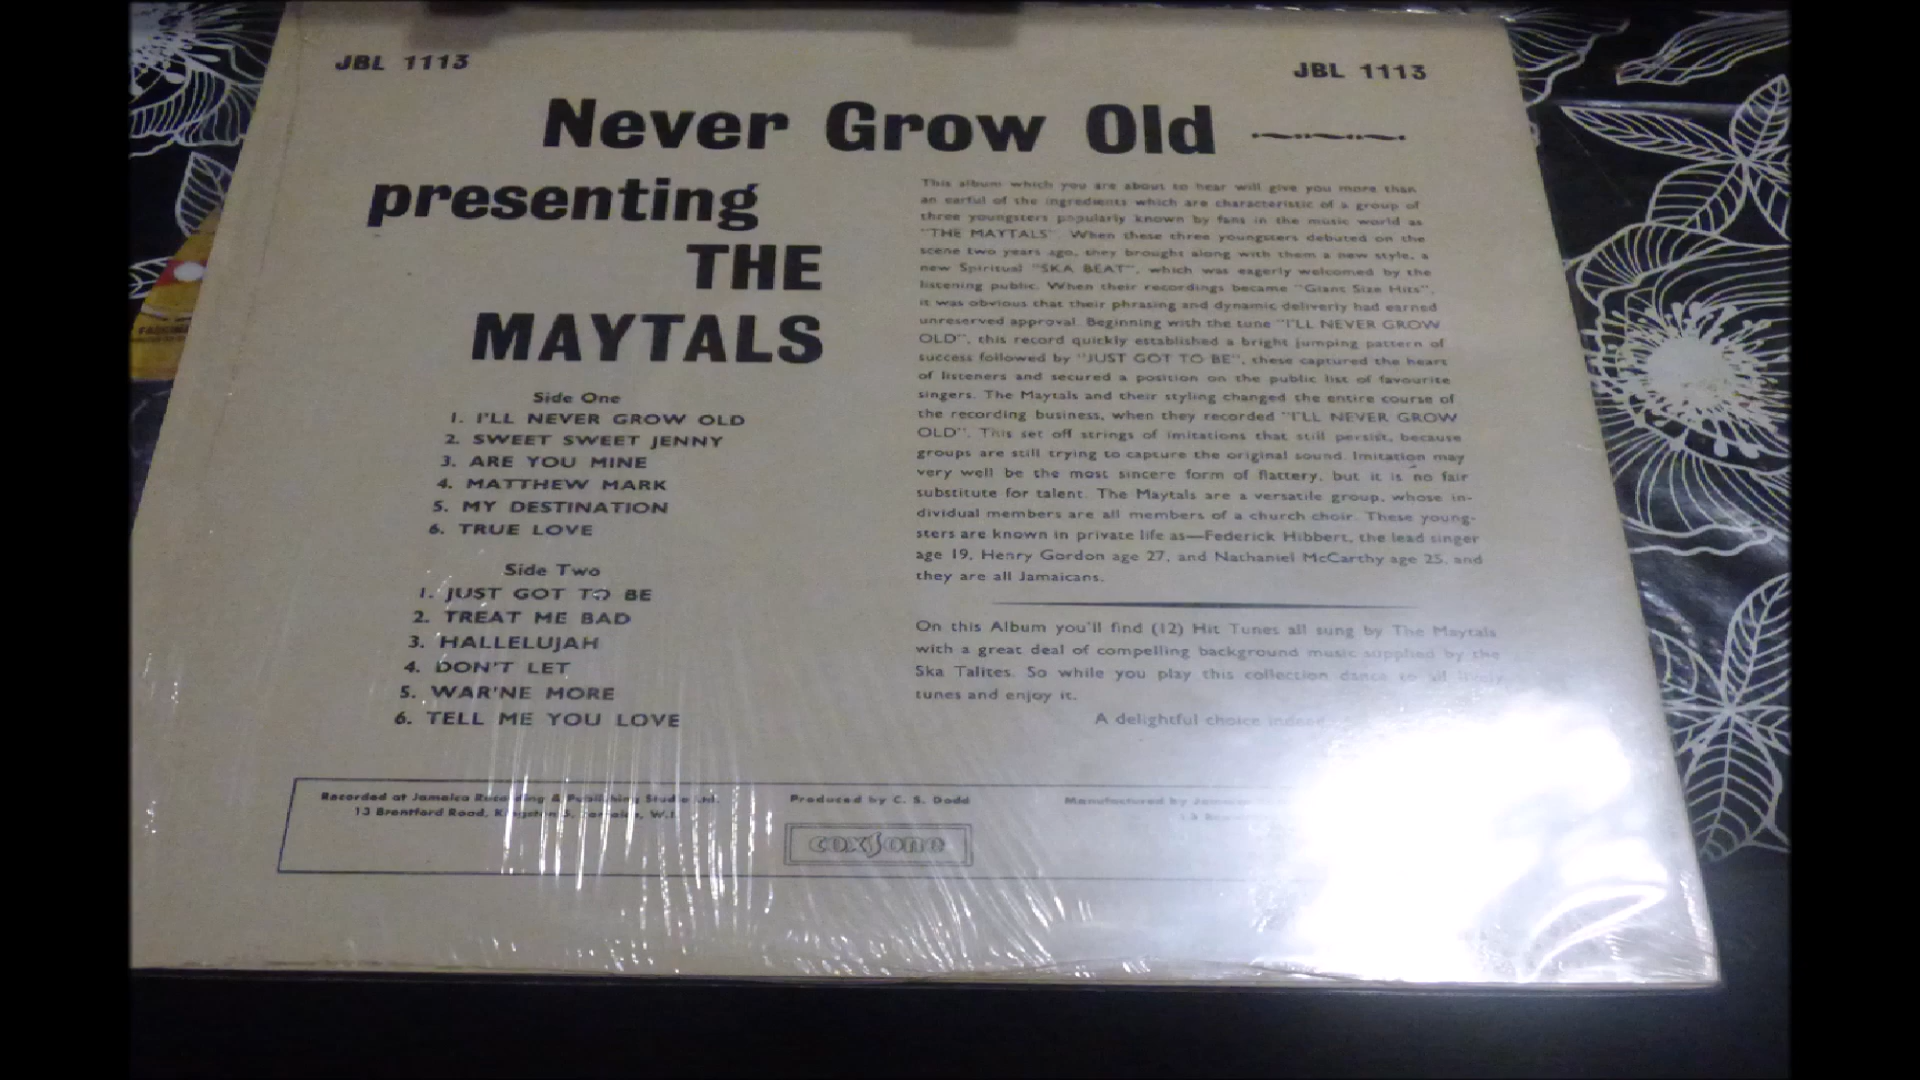 JBL 1113
JBL 1113
Never Grow Old
presenting
THE
MAYTALS
Side One
1. I'LL NEVER GROW OLD
2. SWEET SWEET JENNY
3. ARE YOU MINE
4. MATTHEW MARK
5. MY DESTINATION
6. TRUE LOVE
Side Two
1. JUST GOT TO BE
2. TREAT ME BAD
3. HALLELUJAH
4. DON'T LET
5. WAR'NE MORE
6. TELL ME YOU LOVE
This album which you are about to hear will give you more than
an earful of the ingredients which are characteristic of a group of
three youngsters popularly known by fans in the music world as
"THE MAYTALS". When these three youngsters debuted on the
scene two years ago, they brought along with them a new style, a
new Spiritual "SKA BEAT", which was eagerly welcomed by the
listening public. When their recordings became "Giant Size Hits",
it was obvious that their phrasing and dynamic deliverly had earned
unreserved approval. Beginning with the tune "I'LL NEVER GROW
OLD", this record quickly established a bright jumping pattern of
success followed by "JUST GOT TO BE", these captured the heart
of listeners and secured a position on the public list of favourite
singers. The Maytals and their styling changed the entire course of
the recording business, when they recorded "I'LL NEVER GROW
OLD". This set off strings of imitations that still persist, because
groups are still trying to capture the original sound. Imitation may
very well be the most sincere form of flattery, but it is no fair
substitute for talent. The Maytals are a versatile group, whose in-
dividual members are all members of a church choir. These young-
sters are known in private life as—Federick Hibbert, the lead singer
age 19, Henry Gordon age 27, and Nathaniel McCarthy age 25, and
they are all Jamaicans.
On this Album you'll find (12) Hit Tunes all sung by The Maytals
with a great deal of compelling background music supplied by the
Ska Talites. So while you play this collection dance to all
tunes and enjoy it.
A delightful choice indeed
Recorded at Jamaica Recording & Publishing Studio Ltd.
13 Brentford Road, Kingston 5, Jamaica, W.I.
Produced by C. S. Dodd
coxsone
Manufactured by